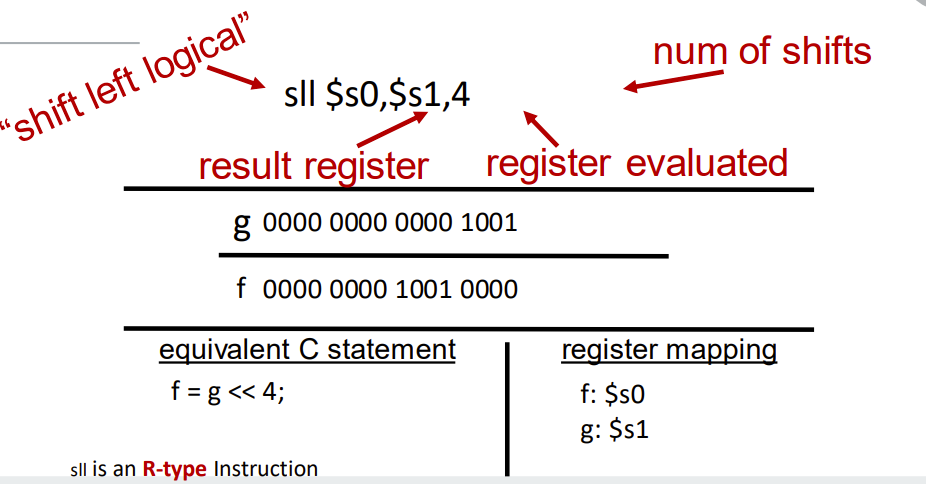 “shift left logical”
num of shifts
sll $s0,$s1,4
result register
register evaluated
g 0000 0000 0000 1001
f 0000 0000 1001 0000
equivalent C statement
f = g << 4;
register mapping
f: $s0
g: $s1
sll is an R-type Instruction